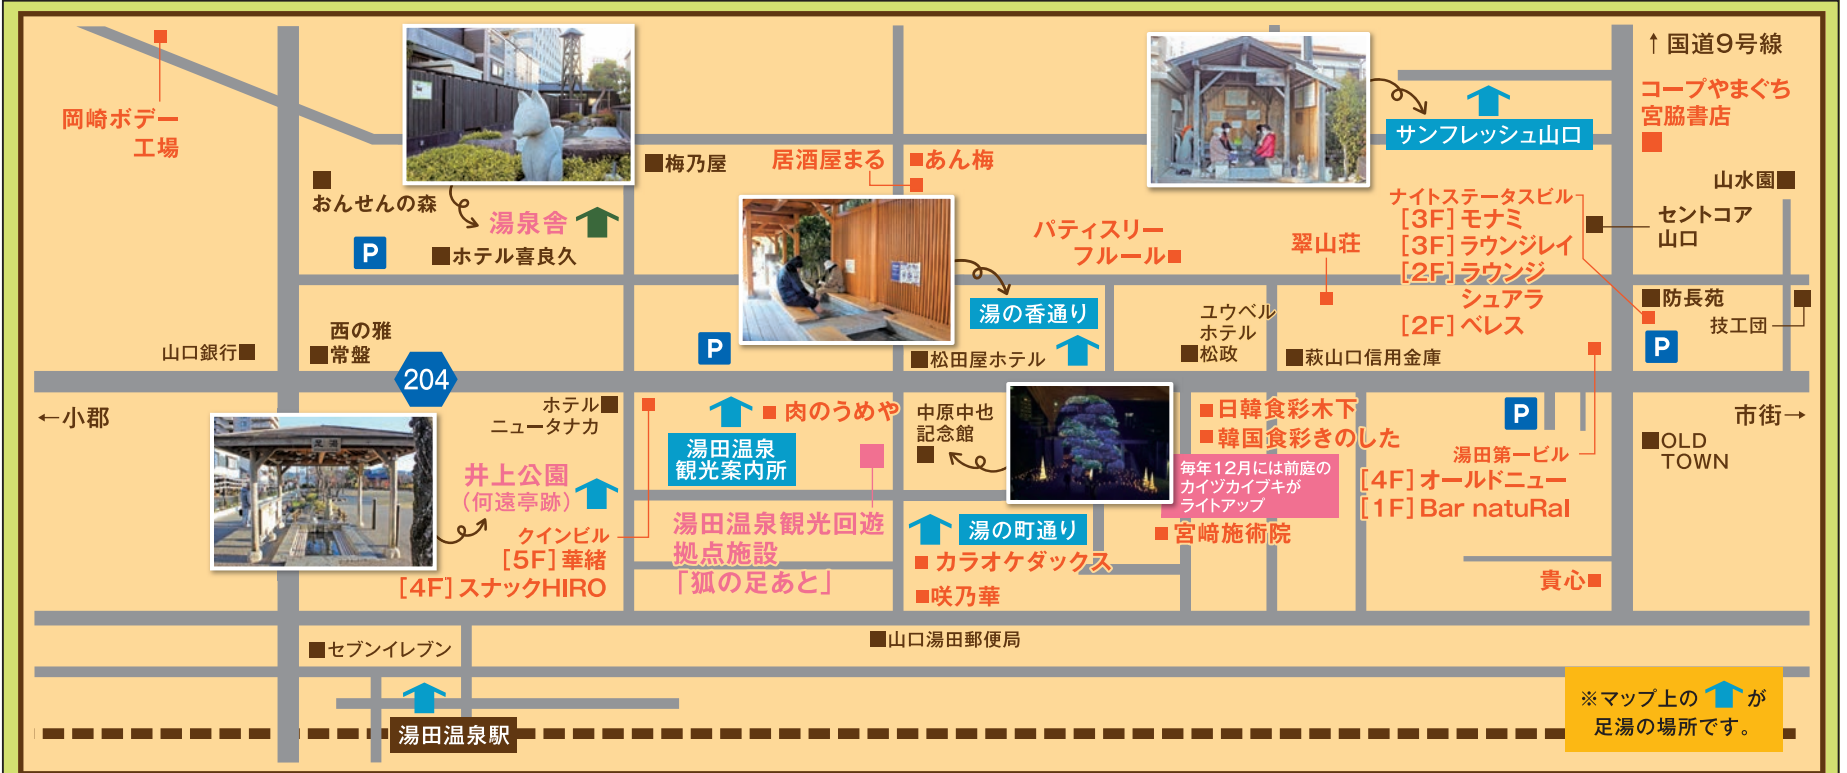 ↑国道9号線
コープやまぐち
宮脇書店
岡崎ボデー
工場
サンフレッシュ山口
■梅乃屋
居酒屋まる
■あん梅
おんせんの森
湯泉舎
P
■ホテル喜良久
パティスリー
フルール■
翠山荘
ナイトステータスビル
[3F]モナミ
[3F]ラウンジレイ
[2F]ラウンジ
シュアラ
[2F]ベレス
山水園■
セントコア
山口
■防長苑
技工団
P
湯の香通り
山口銀行■
西の雅
■常盤
P
■松田屋ホテル
ユウベル
ホテル
■松政
■萩山口信用金庫
204
←小郡
市街→
足湯
ホテル■
ニュータナカ
■肉のうめや
湯田温泉
観光案内所
中原中也
記念館
■日韓食彩木下
■韓国食彩きのした
毎年12月には前庭の
カイヅカイブキが
ライトアップ
■宮﨑施術院
P
湯田第一ビル
[4F]オールドニュー
[1F]Bar natuRal
■OLD
TOWN
井上公園
(何遠亭跡)
クインビル
[5F]華緒
[4F]スナックHIRO
湯田温泉観光回遊
拠点施設
「狐の足あと」
湯の町通り
■カラオケダックス
■咲乃華
貴心■
■セブンイレブン
■山口湯田郵便局
湯田温泉駅
※マップ上の が
足湯の場所です。